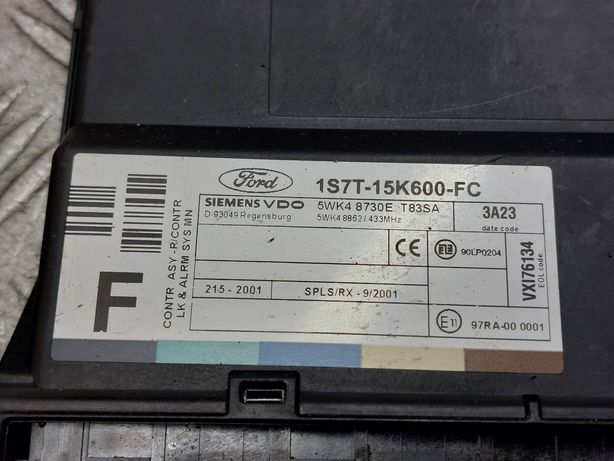 Ford
1S7T-15K600-FC
SIEMENS VDO
D-93049 Regensburg
5WK4 8730E T83SA
5WK4 8862 / 433MHz
3A23
date code
CE
90LP0204
VXI76134
EOL code
215 - 2001
SPLS/RX - 9/2001
E11
97RA-00 0001
CONTR ASY-R/CONTR
LK & ALRM SYS MN
F